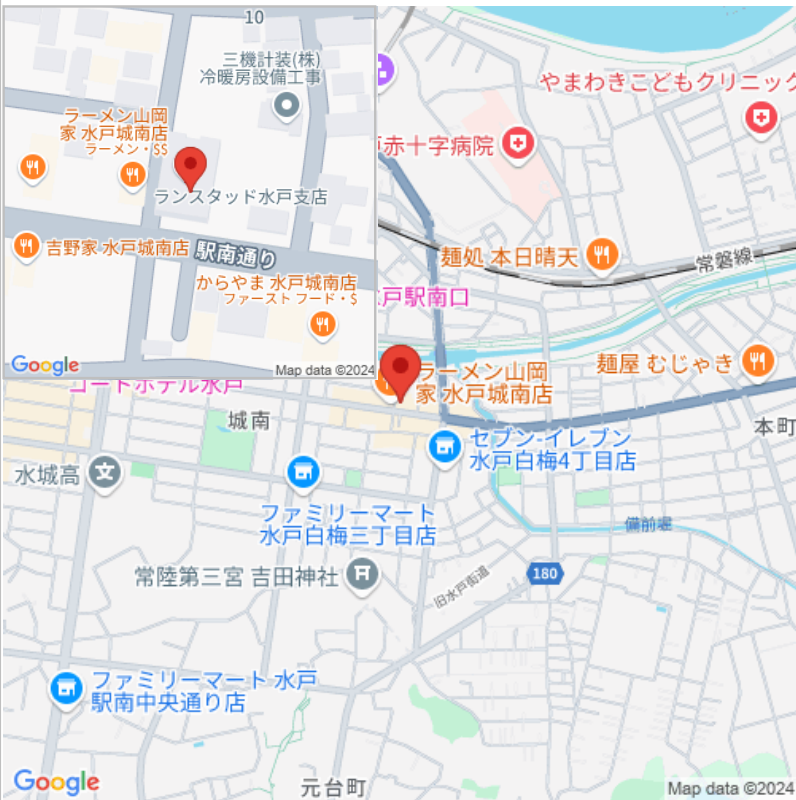 10
三機計装(株)
冷暖房設備工事
ラーメン山岡
家 水戸城南店
ラーメン・$$
ランスタッド水戸支店
吉野家 水戸城南店
駅南通り
からやま 水戸城南店
ファースト フード・$
Google
Map data ©2024
やまわきこどもクリニック
赤十字病院
麺処 本日晴天
常磐線
戸駅南口
ラーメン山岡
家 水戸城南店
麺屋 むじゃき
コートホテル水戸
城南
本町
セブン-イレブン
水戸白梅4丁目店
水城高
ファミリーマート
水戸白梅三丁目店
備前堀
180
常陸第三宮 吉田神社
旧水戸街道
ファミリーマート 水戸
駅南中央通り店
元台町
Google
Map data ©2024